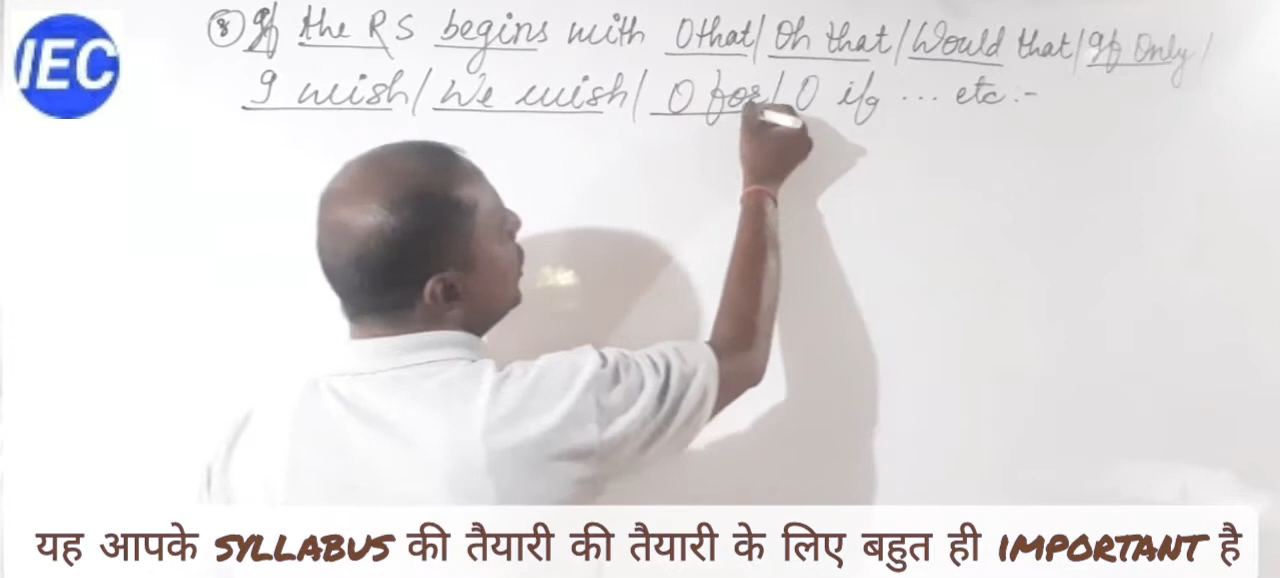 IEC
⑧ If the RS begins with O that/ Oh that/ Would that/ If Only/
I wish/ We wish/ O for/ O if ... etc.-
यह आपके SYLLABUS की तैयारी की तैयारी के लिए बहुत ही IMPORTANT है